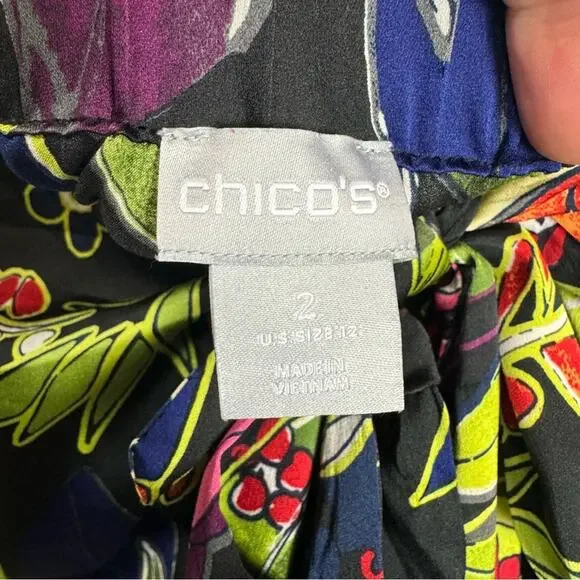 chico's®
2
U.S. SIZE 12
MADE IN
VIETNAM